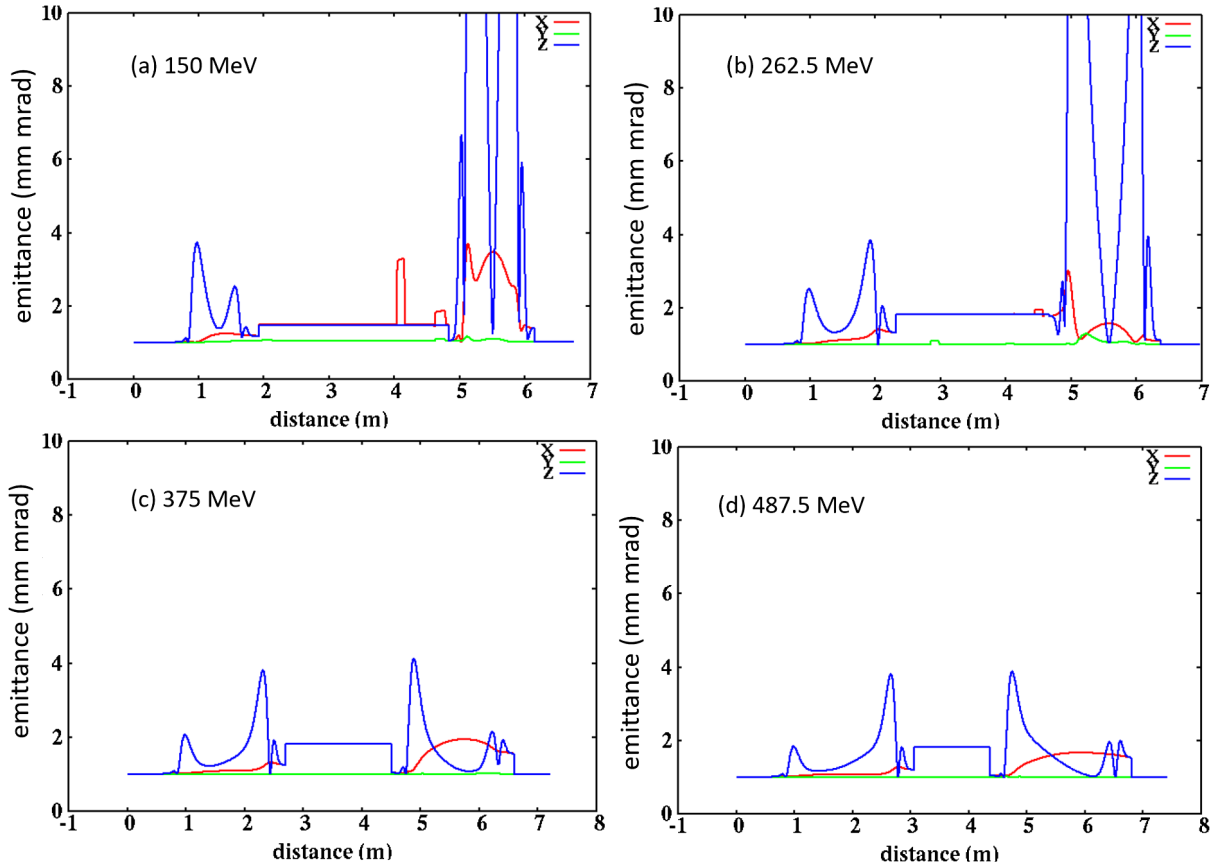 10
8
6
4
2
0
-1 0 1 2 3 4 5 6 7
distance (m)
emittance (mm mrad)
(a) 150 MeV
X
Y
Z
10
8
6
4
2
0
-1 0 1 2 3 4 5 6 7
distance (m)
emittance (mm mrad)
(b) 262.5 MeV
X
Y
Z
10
8
6
4
2
0
-1 0 1 2 3 4 5 6 7 8
distance (m)
emittance (mm mrad)
(c) 375 MeV
X
Y
Z
10
8
6
4
2
0
-1 0 1 2 3 4 5 6 7 8
distance (m)
emittance (mm mrad)
(d) 487.5 MeV
X
Y
Z